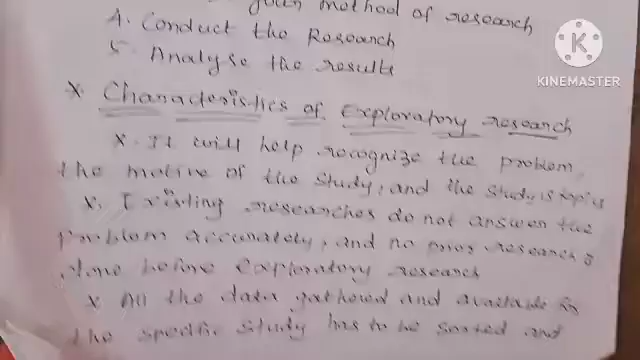 your method of research
4. Conduct the Research
5. Analyse the results
KINEMASTER
x Characteristics of Exploratory research
x. It will help recognize the problem,
the motive of the study, and the study's topics
x. Existing researches do not answer the
problem accurately, and no prior research is
done before exploratory research
x All the data gathered and available for
the specific study has to be sorted and